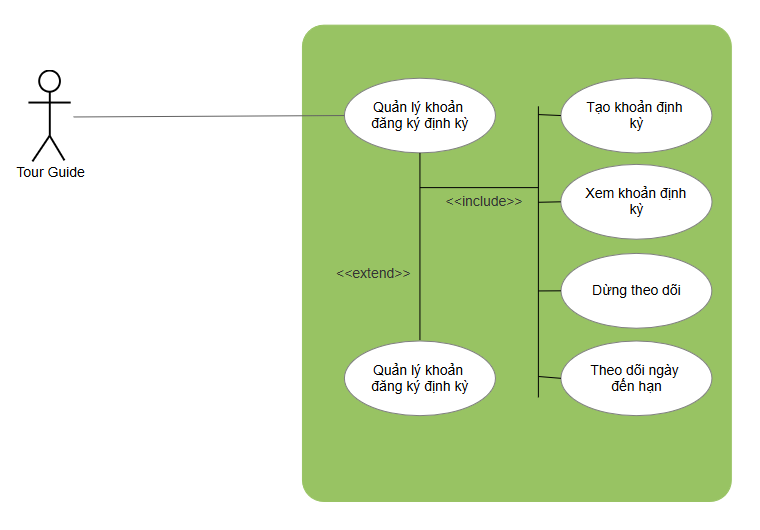 Tour Guide
Quản lý khoản
đăng ký định kỳ
<<include>>
<<extend>>
Quản lý khoản
đăng ký định kỳ
Tạo khoản định
kỳ
Xem khoản định
kỳ
Dừng theo dõi
Theo dõi ngày
đến hạn